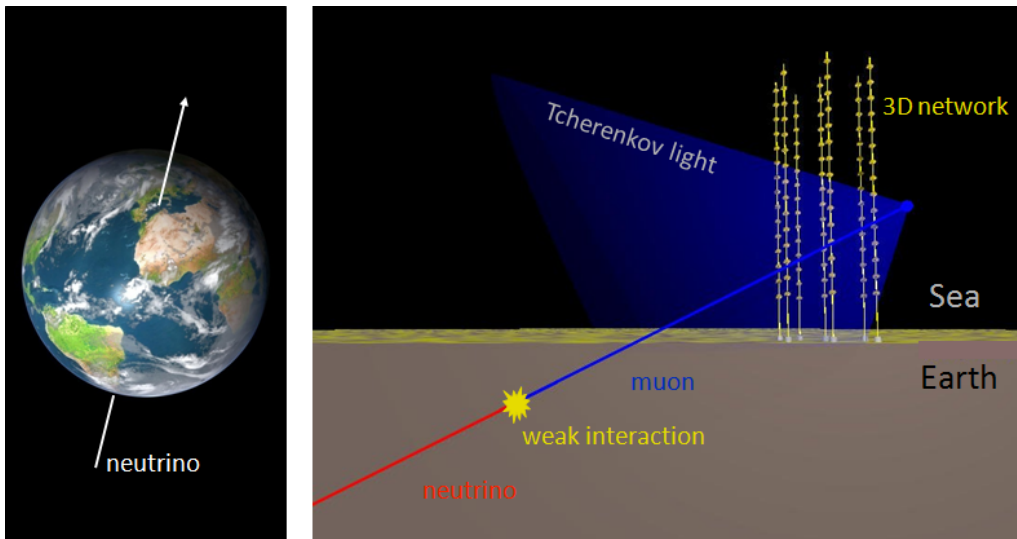 neutrino
Tcherenkov light
3D network
Sea
Earth
muon
weak interaction
neutrino